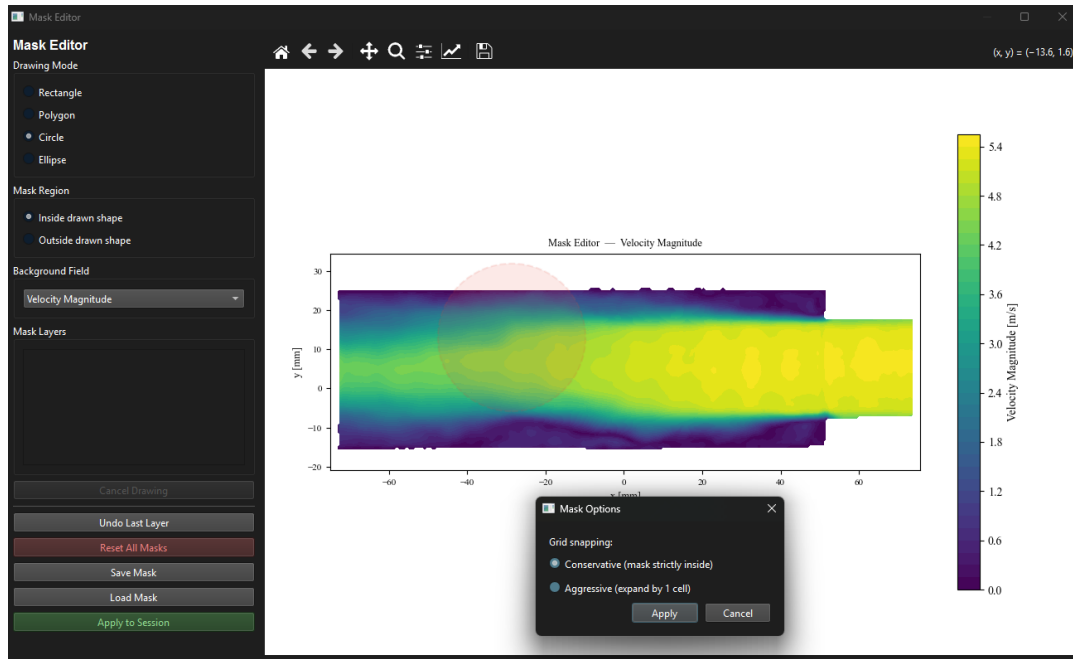 Mask Editor
Mask Editor
(x, y) = (−13.6, 1.6)
Drawing Mode
Rectangle
Polygon
Circle
Ellipse
Mask Region
Inside drawn shape
Outside drawn shape
Background Field
Velocity Magnitude
Mask Layers
Cancel Drawing
Undo Last Layer
Reset All Masks
Save Mask
Load Mask
Apply to Session
Mask Editor — Velocity Magnitude
y [mm]
30
20
10
0
−10
−20
−60
−40
−20
0
20
40
60
x [mm]
5.4
4.8
4.2
3.6
3.0
2.4
1.8
1.2
0.6
0.0
Velocity Magnitude [m/s]
Mask Options
Grid snapping:
Conservative (mask strictly inside)
Aggressive (expand by 1 cell)
Apply
Cancel